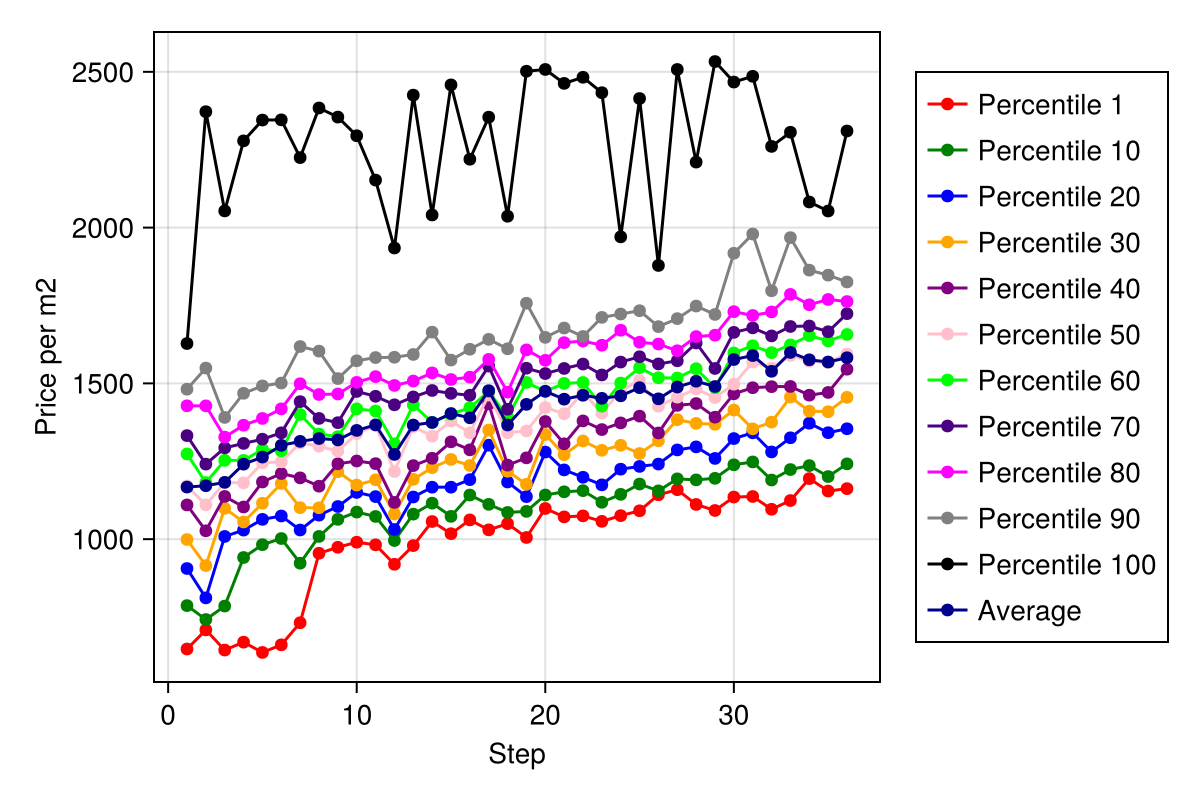 2500
2000
1500
1000
Price per m2
0 10 20 30
Step
Percentile 1
Percentile 10
Percentile 20
Percentile 30
Percentile 40
Percentile 50
Percentile 60
Percentile 70
Percentile 80
Percentile 90
Percentile 100
Average